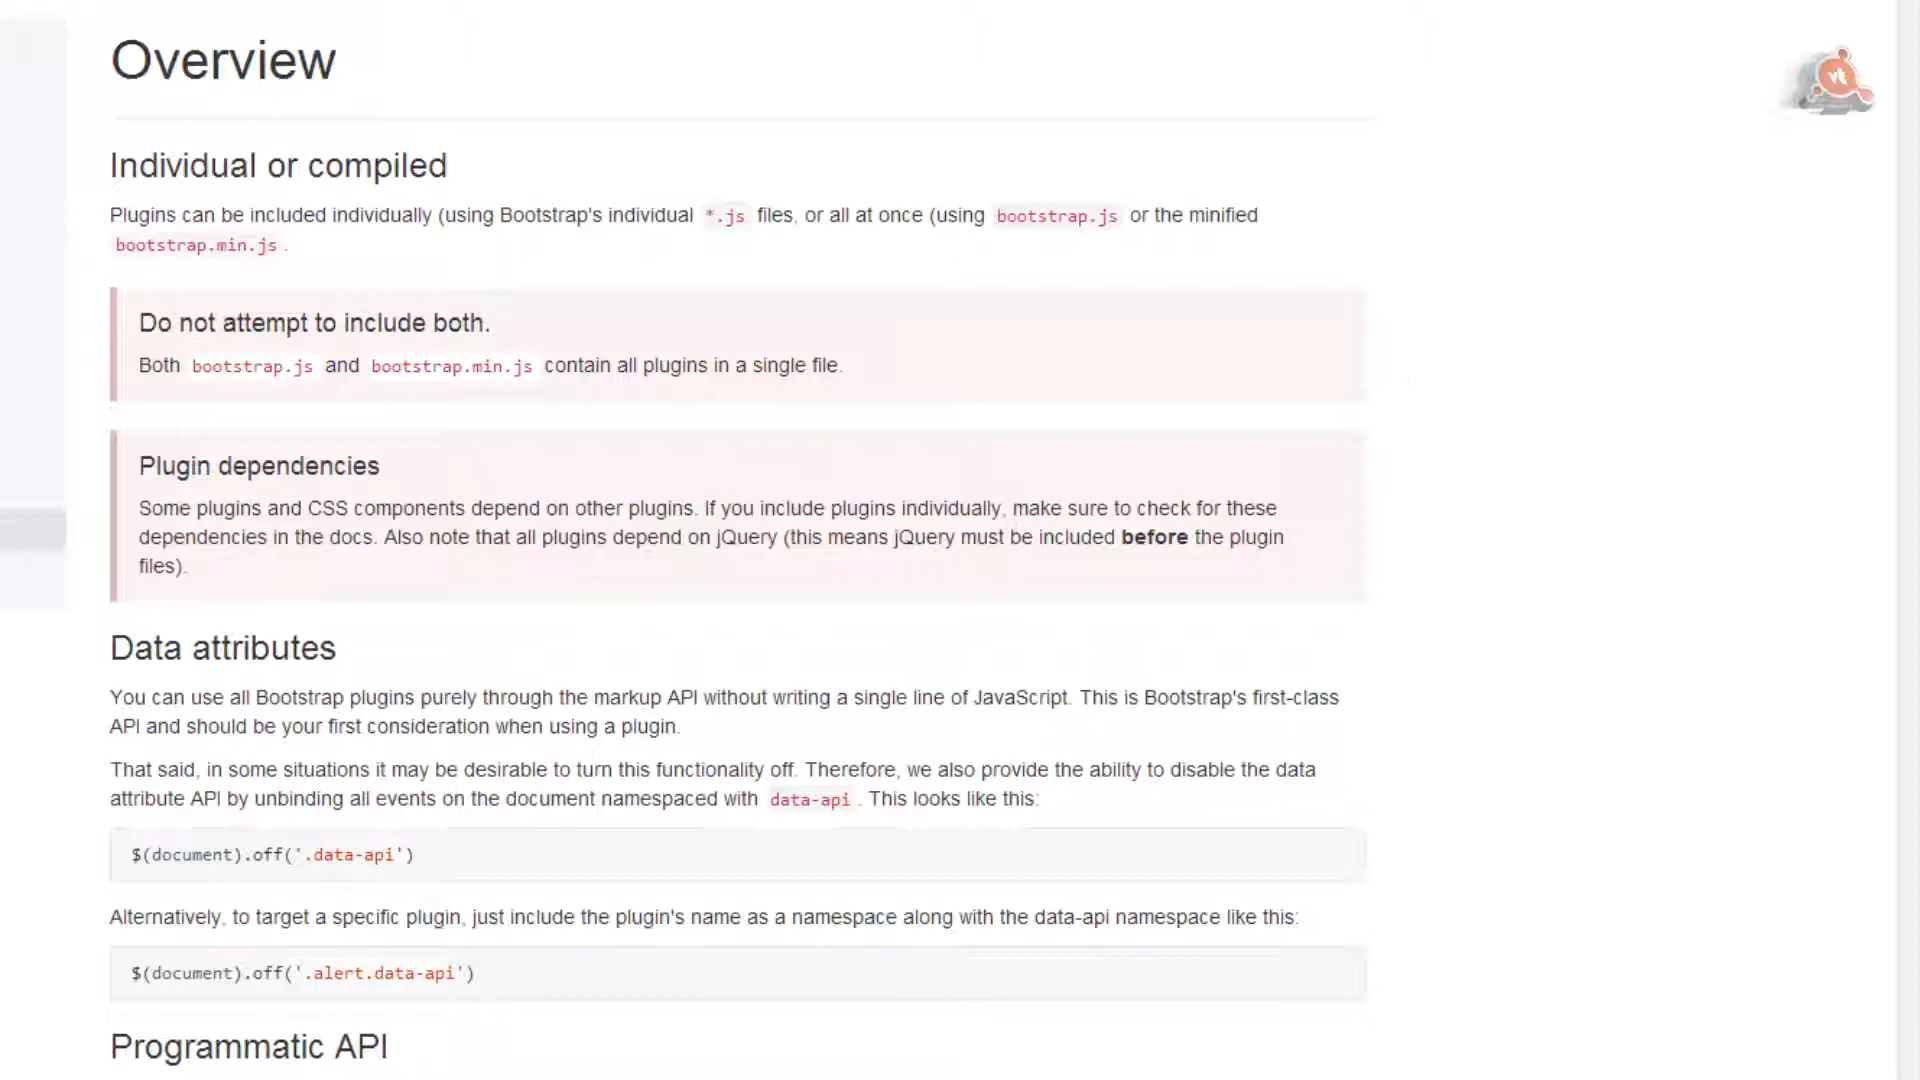 Overview
vt
Individual or compiled
Plugins can be included individually (using Bootstrap's individual *.js files, or all at once (using bootstrap.js or the minified
bootstrap.min.js .
Do not attempt to include both.
Both bootstrap.js and bootstrap.min.js contain all plugins in a single file.
Plugin dependencies
Some plugins and CSS components depend on other plugins. If you include plugins individually, make sure to check for these
dependencies in the docs. Also note that all plugins depend on jQuery (this means jQuery must be included before the plugin
files).
Data attributes
You can use all Bootstrap plugins purely through the markup API without writing a single line of JavaScript. This is Bootstrap's first-class
API and should be your first consideration when using a plugin.
That said, in some situations it may be desirable to turn this functionality off. Therefore, we also provide the ability to disable the data
attribute API by unbinding all events on the document namespaced with data-api . This looks like this:
$(document).off('.data-api')
Alternatively, to target a specific plugin, just include the plugin's name as a namespace along with the data-api namespace like this:
$(document).off('.alert.data-api')
Programmatic API